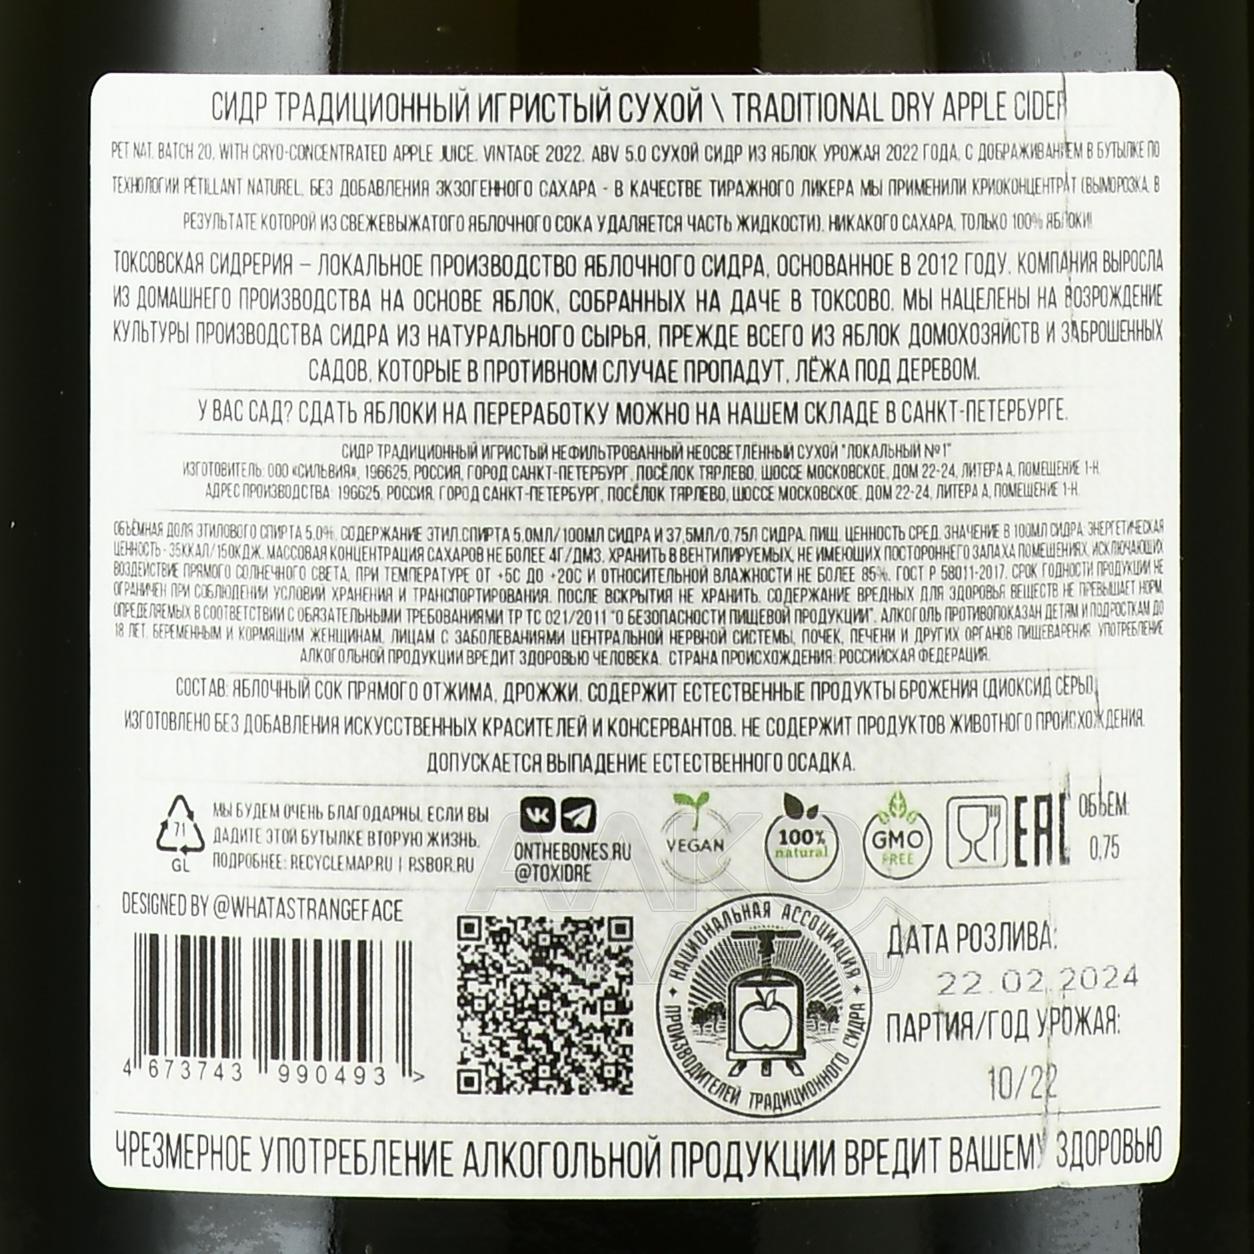 СИДР ТРАДИЦИОННЫЙ ИГРИСТЫЙ СУХОЙ \ TRADITIONAL DRY APPLE CIDER
PET NAT. BATCH 20, WITH CRYO-CONCENTRATED APPLE JUICE. VINTAGE 2022. ABV 5.0 СУХОЙ СИДР ИЗ ЯБЛОК УРОЖАЯ 2022 ГОДА, С ДОБРАЖИВАНИЕМ В БУТЫЛКЕ ПО
ТЕХНОЛОГИИ PÉTILLANT NATUREL, БЕЗ ДОБАВЛЕНИЯ ЭКЗОГЕННОГО САХАРА - В КАЧЕСТВЕ ТИРАЖНОГО ЛИКЕРА МЫ ПРИМЕНИЛИ КРИОКОНЦЕНТРАТ (ВЫМОРОЗКА, В
РЕЗУЛЬТАТЕ КОТОРОЙ ИЗ СВЕЖЕВЫЖАТОГО ЯБЛОЧНОГО СОКА УДАЛЯЕТСЯ ЧАСТЬ ЖИДКОСТИ). НИКАКОГО САХАРА, ТОЛЬКО 100% ЯБЛОКИ!
ТОКСОВСКАЯ СИДРЕРИЯ – ЛОКАЛЬНОЕ ПРОИЗВОДСТВО ЯБЛОЧНОГО СИДРА, ОСНОВАННОЕ В 2012 ГОДУ. КОМПАНИЯ ВЫРОСЛА
ИЗ ДОМАШНЕГО ПРОИЗВОДСТВА НА ОСНОВЕ ЯБЛОК, СОБРАННЫХ НА ДАЧЕ В ТОКСОВО. МЫ НАЦЕЛЕНЫ НА ВОЗРОЖДЕНИЕ
КУЛЬТУРЫ ПРОИЗВОДСТВА СИДРА ИЗ НАТУРАЛЬНОГО СЫРЬЯ, ПРЕЖДЕ ВСЕГО ИЗ ЯБЛОК ДОМОХОЗЯЙСТВ И ЗАБРОШЕННЫХ
САДОВ, КОТОРЫЕ В ПРОТИВНОМ СЛУЧАЕ ПРОПАДУТ, ЛЁЖА ПОД ДЕРЕВОМ.
У ВАС САД? СДАТЬ ЯБЛОКИ НА ПЕРЕРАБОТКУ МОЖНО НА НАШЕМ СКЛАДЕ В САНКТ-ПЕТЕРБУРГЕ.
СИДР ТРАДИЦИОННЫЙ ИГРИСТЫЙ НЕФИЛЬТРОВАННЫЙ НЕОСВЕТЛЁННЫЙ СУХОЙ "ЛОКАЛЬНЫЙ №1"
ИЗГОТОВИТЕЛЬ: ООО «СИЛЬВИЯ», 196625, РОССИЯ, ГОРОД САНКТ-ПЕТЕРБУРГ, ПОСЁЛОК ТЯРЛЕВО, ШОССЕ МОСКОВСКОЕ, ДОМ 22-24, ЛИТЕРА А, ПОМЕЩЕНИЕ 1-Н
АДРЕС ПРОИЗВОДСТВА: 196625, РОССИЯ, ГОРОД САНКТ-ПЕТЕРБУРГ, ПОСЁЛОК ТЯРЛЕВО, ШОССЕ МОСКОВСКОЕ, ДОМ 22-24, ЛИТЕРА А, ПОМЕЩЕНИЕ 1-Н
ОБЪЁМНАЯ ДОЛЯ ЭТИЛОВОГО СПИРТА 5,0%, СОДЕРЖАНИЕ ЭТИЛ.СПИРТА 5,0МЛ/100МЛ СИДРА И 37,5МЛ/0,75Л СИДРА. ПИЩ. ЦЕННОСТЬ СРЕД. ЗНАЧЕНИЕ В 100МЛ СИДРА: ЭНЕРГЕТИЧЕСКАЯ
ЦЕННОСТЬ - 35ККАЛ/150КДЖ. МАССОВАЯ КОНЦЕНТРАЦИЯ САХАРОВ НЕ БОЛЕЕ 4Г/ДМ3. ХРАНИТЬ В ВЕНТИЛИРУЕМЫХ, НЕ ИМЕЮЩИХ ПОСТОРОННЕГО ЗАПАХА ПОМЕЩЕНИЯХ, ИСКЛЮЧАЮЩИХ
ВОЗДЕЙСТВИЕ ПРЯМОГО СОЛНЕЧНОГО СВЕТА, ПРИ ТЕМПЕРАТУРЕ ОТ +5С ДО +20С И ОТНОСИТЕЛЬНОЙ ВЛАЖНОСТИ НЕ БОЛЕЕ 85%. ГОСТ Р 58011-2017. СРОК ГОДНОСТИ ПРОДУКЦИИ НЕ
ОГРАНИЧЕН ПРИ СОБЛЮДЕНИИ УСЛОВИЙ ХРАНЕНИЯ И ТРАНСПОРТИРОВАНИЯ. ПОСЛЕ ВСКРЫТИЯ НЕ ХРАНИТЬ. СОДЕРЖАНИЕ ВРЕДНЫХ ДЛЯ ЗДОРОВЬЯ ВЕЩЕСТВ НЕ ПРЕВЫШАЕТ НОРМ,
ОПРЕДЕЛЯЕМЫХ В СООТВЕТСТВИИ С ОБЯЗАТЕЛЬНЫМИ ТРЕБОВАНИЯМИ ТР ТС 021/2011 "О БЕЗОПАСНОСТИ ПИЩЕВОЙ ПРОДУКЦИИ". АЛКОГОЛЬ ПРОТИВОПОКАЗАН ДЕТЯМ И ПОДРОСТКАМ ДО
18 ЛЕТ, БЕРЕМЕННЫМ И КОРМЯЩИМ ЖЕНЩИНАМ, ЛИЦАМ С ЗАБОЛЕВАНИЯМИ ЦЕНТРАЛЬНОЙ НЕРВНОЙ СИСТЕМЫ, ПОЧЕК, ПЕЧЕНИ И ДРУГИХ ОРГАНОВ ПИЩЕВАРЕНИЯ. УПОТРЕБЛЕНИЕ
АЛКОГОЛЬНОЙ ПРОДУКЦИИ ВРЕДИТ ЗДОРОВЬЮ ЧЕЛОВЕКА. СТРАНА ПРОИСХОЖДЕНИЯ: РОССИЙСКАЯ ФЕДЕРАЦИЯ.
СОСТАВ: ЯБЛОЧНЫЙ СОК ПРЯМОГО ОТЖИМА, ДРОЖЖИ. СОДЕРЖИТ ЕСТЕСТВЕННЫЕ ПРОДУКТЫ БРОЖЕНИЯ (ДИОКСИД СЕРЫ).
ИЗГОТОВЛЕНО БЕЗ ДОБАВЛЕНИЯ ИСКУССТВЕННЫХ КРАСИТЕЛЕЙ И КОНСЕРВАНТОВ. НЕ СОДЕРЖИТ ПРОДУКТОВ ЖИВОТНОГО ПРОИСХОЖДЕНИЯ.
ДОПУСКАЕТСЯ ВЫПАДЕНИЕ ЕСТЕСТВЕННОГО ОСАДКА.
71
GL
МЫ БУДЕМ ОЧЕНЬ БЛАГОДАРНЫ, ЕСЛИ ВЫ
ДАДИТЕ ЭТОЙ БУТЫЛКЕ ВТОРУЮ ЖИЗНЬ.
ПОДРОБНЕЕ: RECYCLEMAP.RU | RSBOR.RU
ONTHEBONES.RU
@TOXIDRE
VEGAN
100%
natural
GMO
FREE
EAC
ОБЪЕМ:
0,75
DESIGNED BY @WHATASTRANGEFACE
4 673743 990493 >
НАЦИОНАЛЬНАЯ АССОЦИАЦИЯ
ПРОИЗВОДИТЕЛЕЙ ТРАДИЦИОННОГО СИДРА
ДАТА РОЗЛИВА:
22.02.2024
ПАРТИЯ/ГОД УРОЖАЯ:
10/22
ЧРЕЗМЕРНОЕ УПОТРЕБЛЕНИЕ АЛКОГОЛЬНОЙ ПРОДУКЦИИ ВРЕДИТ ВАШЕМУ ЗДОРОВЬЮ